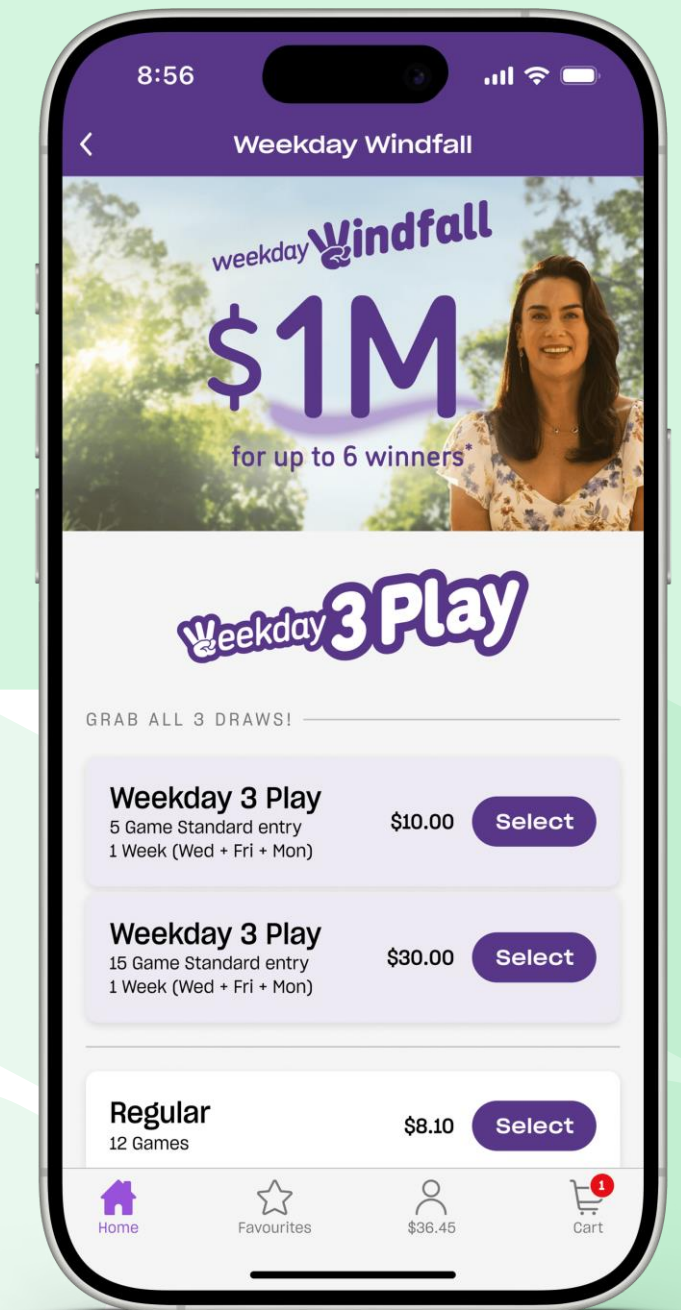 8:56
Weekday Windfall
weekday Windfall
$1M
for up to 6 winners*
Weekday 3 Play
GRAB ALL 3 DRAWS!
Weekday 3 Play
5 Game Standard entry
1 Week (Wed + Fri + Mon)
$10.00
Select
Weekday 3 Play
15 Game Standard entry
1 Week (Wed + Fri + Mon)
$30.00
Select
Regular
12 Games
$8.10
Select
1
Home
Favourites
$36.45
Cart